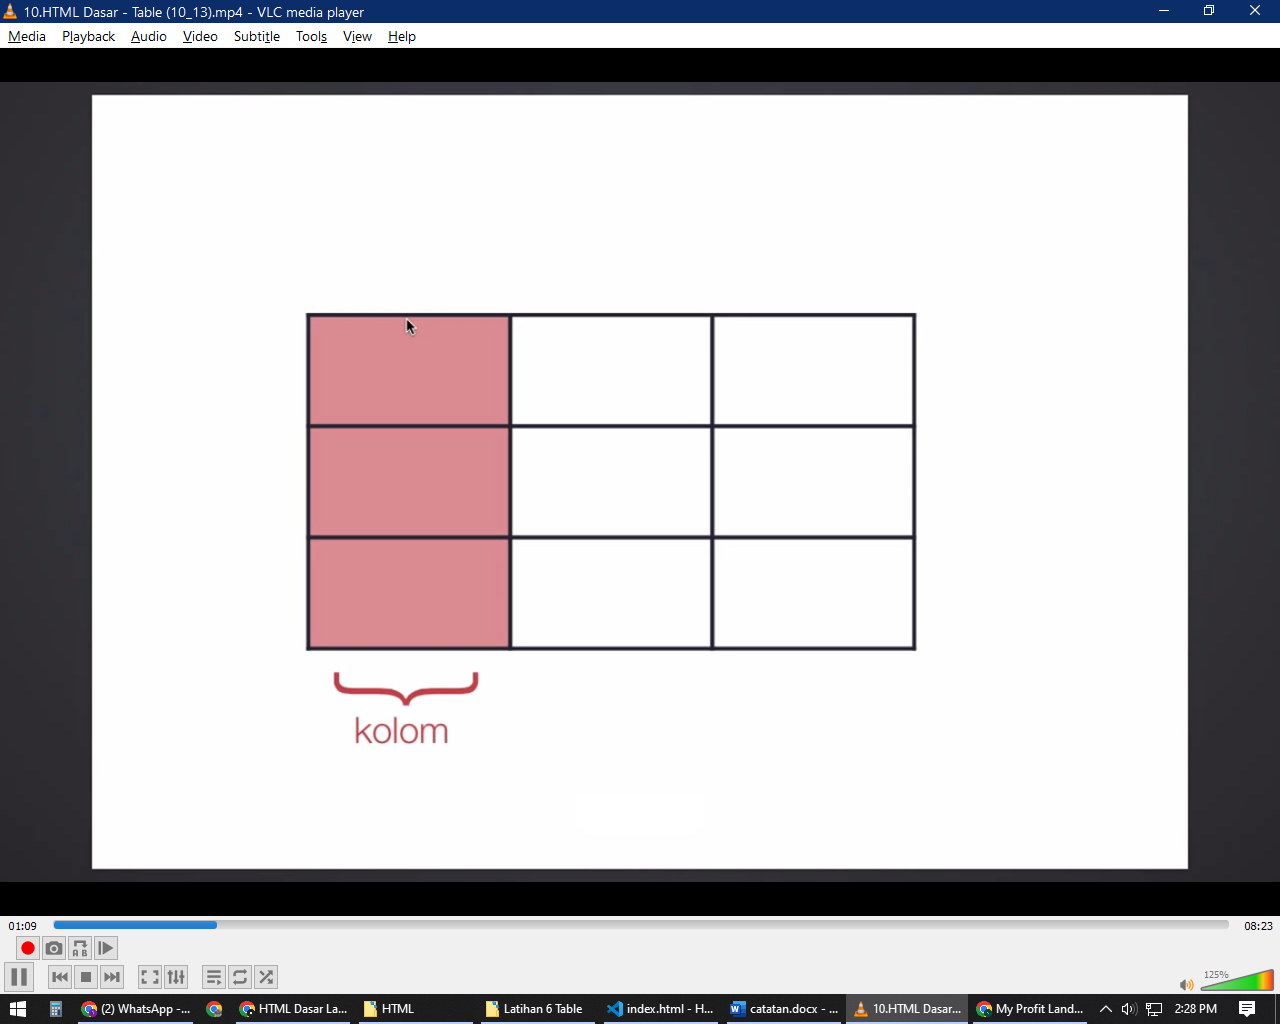 10.HTML Dasar - Table (10_13).mp4 - VLC media player
Media Playback Audio Video Subtitle Tools View Help
kolom
01:09 08:23
125%
(2) WhatsApp -... HTML Dasar La... HTML Latihan 6 Table index.html - H... catatan.docx - ... 10.HTML Dasar... My Profit Land... 2:28 PM